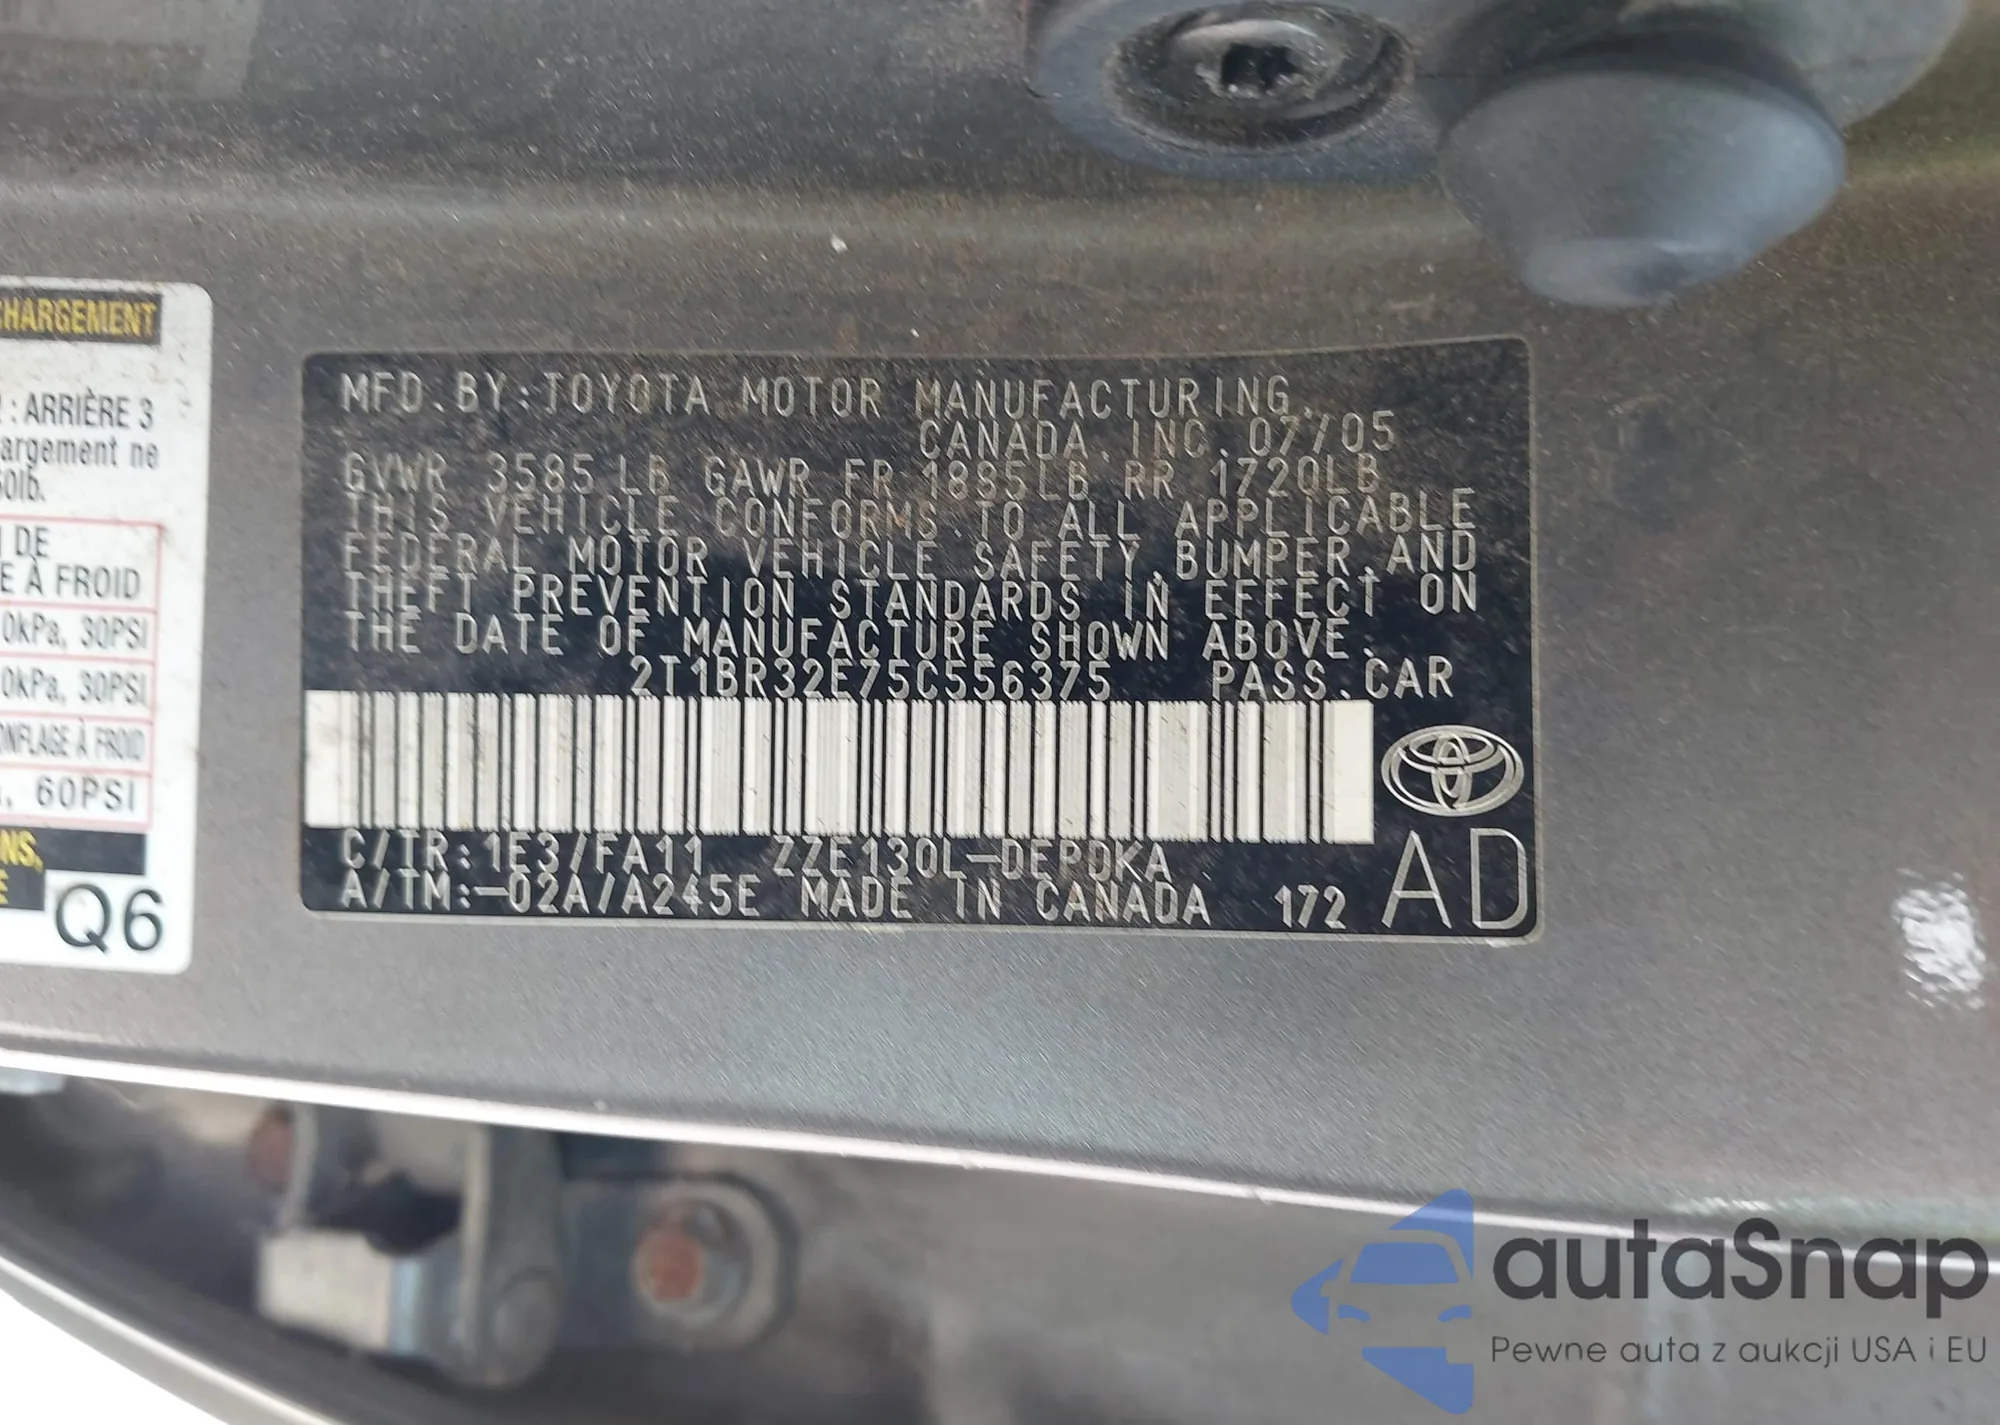 CHARGEMENT
: ARRIÈRE 3
argement ne
50lb.
DE
E À FROID
0kPa, 30PSI
0kPa, 30PSI
ONFLAGE À FROID
, 60PSI
NS,
E
Q6
MFD.BY:TOYOTA MOTOR MANUFACTURING,
CANADA,INC.07/05
GVWR 3585LB GAWR FR 1885LB RR 1720LB
THIS VEHICLE CONFORMS TO ALL APPLICABLE
FEDERAL MOTOR VEHICLE SAFETY,BUMPER,AND
THEFT PREVENTION STANDARDS IN EFFECT ON
THE DATE OF MANUFACTURE SHOWN ABOVE.
2T1BR32E75C556375 PASS.CAR
C/TR:1E3/FA11 ZZE130L-DEPDKA
A/TM:-02A/A245E MADE IN CANADA 172
AD
autaSnap
Pewne auta z aukcji USA i EU